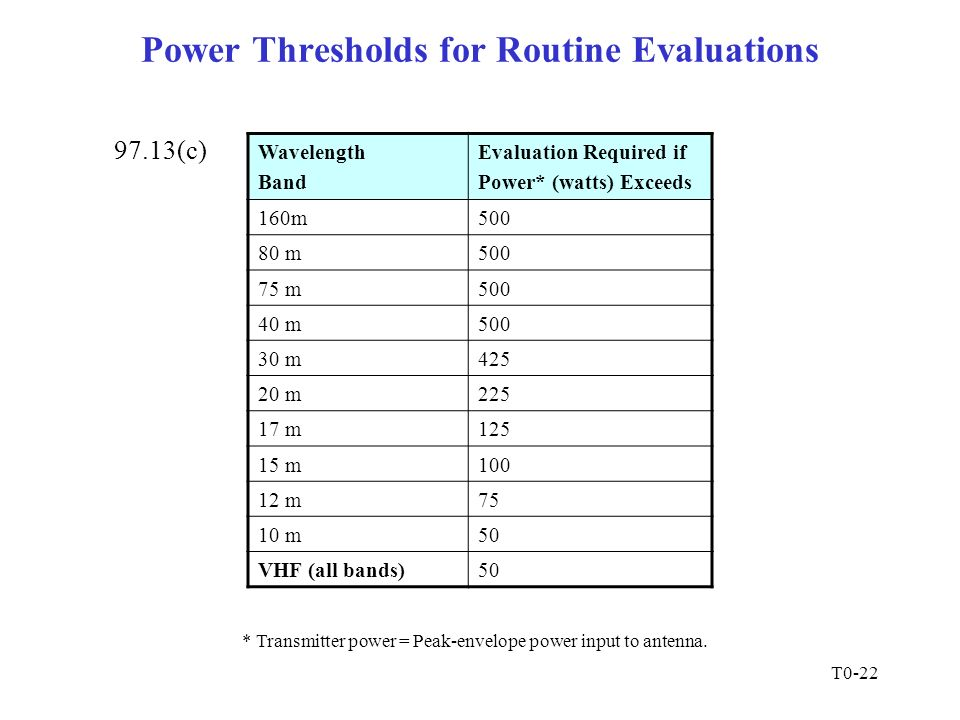 Power Thresholds for Routine Evaluations
97.13(c)
Wavelength Band | Evaluation Required if Power* (watts) Exceeds
160m | 500
80 m | 500
75 m | 500
40 m | 500
30 m | 425
20 m | 225
17 m | 125
15 m | 100
12 m | 75
10 m | 50
VHF (all bands) | 50
* Transmitter power = Peak-envelope power input to antenna.
T0-22